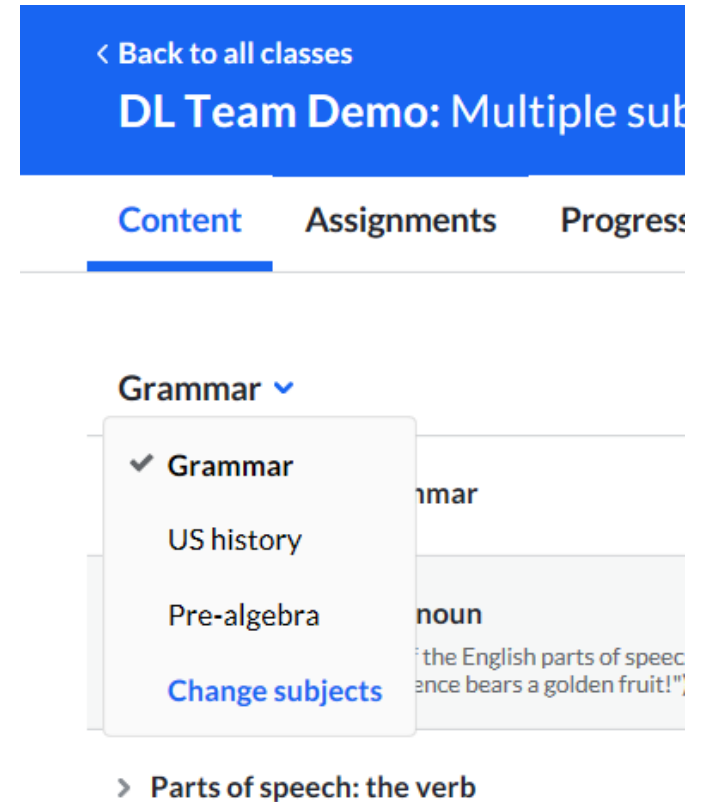 Back to all classes
DL Team Demo: Multiple sub
Content Assignments Progress
Grammar
Grammar
US history
Pre-algebra
Change subjects
mmar
noun
the English parts of speec
ence bears a golden fruit!")
Parts of speech: the verb